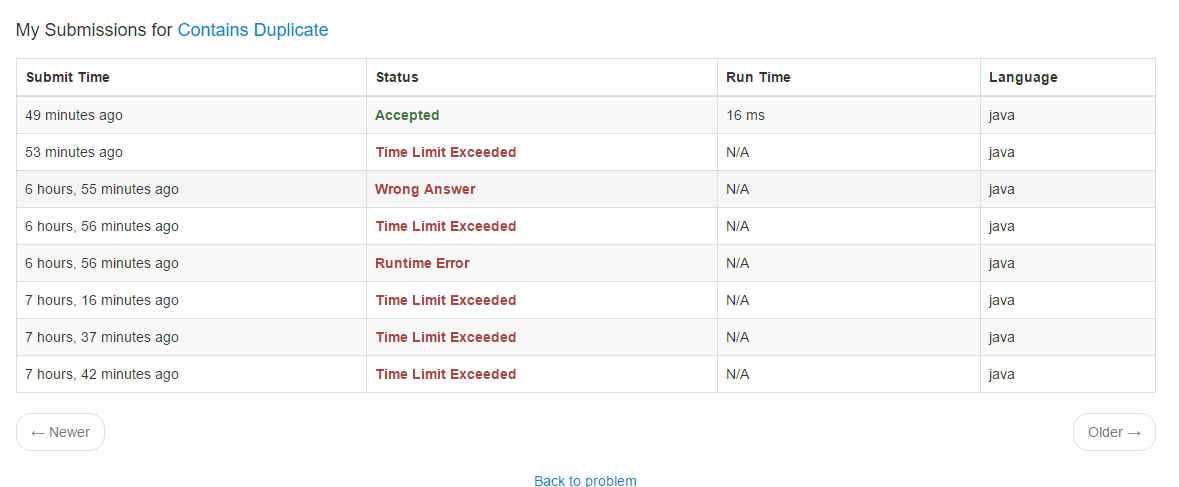 My Submissions for Contains Duplicate
Submit Time Status Run Time Language
49 minutes ago Accepted 16 ms java
53 minutes ago Time Limit Exceeded N/A java
6 hours, 55 minutes ago Wrong Answer N/A java
6 hours, 56 minutes ago Time Limit Exceeded N/A java
6 hours, 56 minutes ago Runtime Error N/A java
7 hours, 16 minutes ago Time Limit Exceeded N/A java
7 hours, 37 minutes ago Time Limit Exceeded N/A java
7 hours, 42 minutes ago Time Limit Exceeded N/A java
← Newer Older →
Back to problem